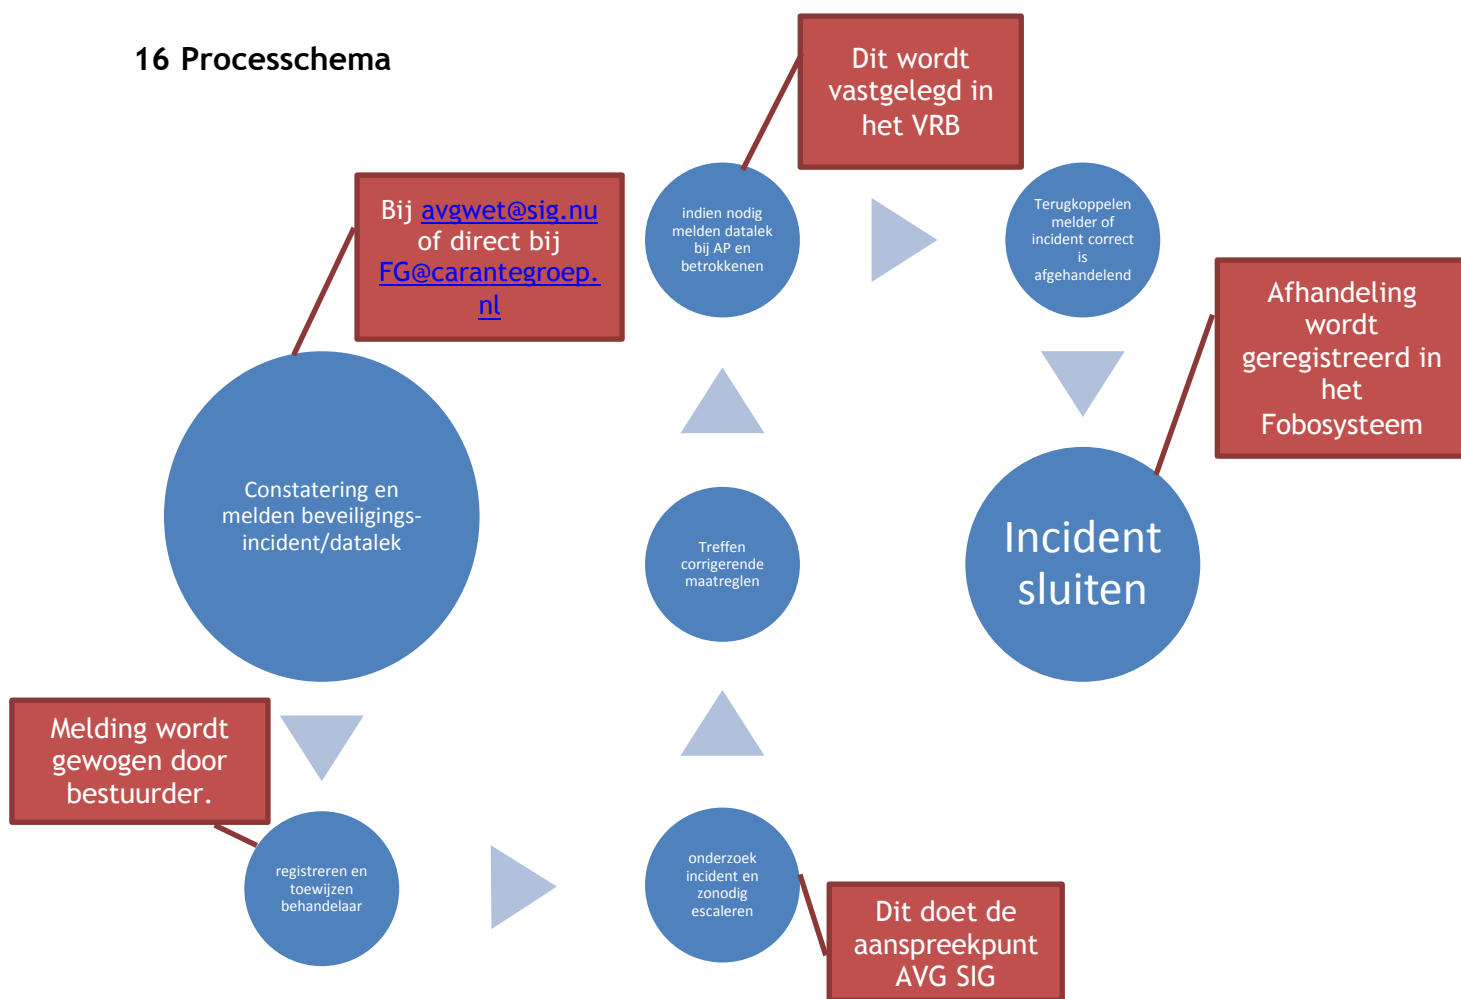 16 Processchema
Dit wordt
vastgelegd in
het VRB
Bij avgwet@sig.nu
of direct bij
FG@carantegroep.
nl
indien nodig
melden datalek
bij AP en
betrokkenen
Terugkoppelen
melder of
incident correct
is
afgehandelend
Afhandeling
wordt
geregistreerd in
het
Fobosysteem
Constatering en
melden beveiligings-
incident/datalek
Treffen
corrigerende
maatreglen
Incident
sluiten
Melding wordt
gewogen door
bestuurder.
registreren en
toewijzen
behandelaar
onderzoek
incident en
zonodig
escaleren
Dit doet de
aanspreekpunt
AVG SIG